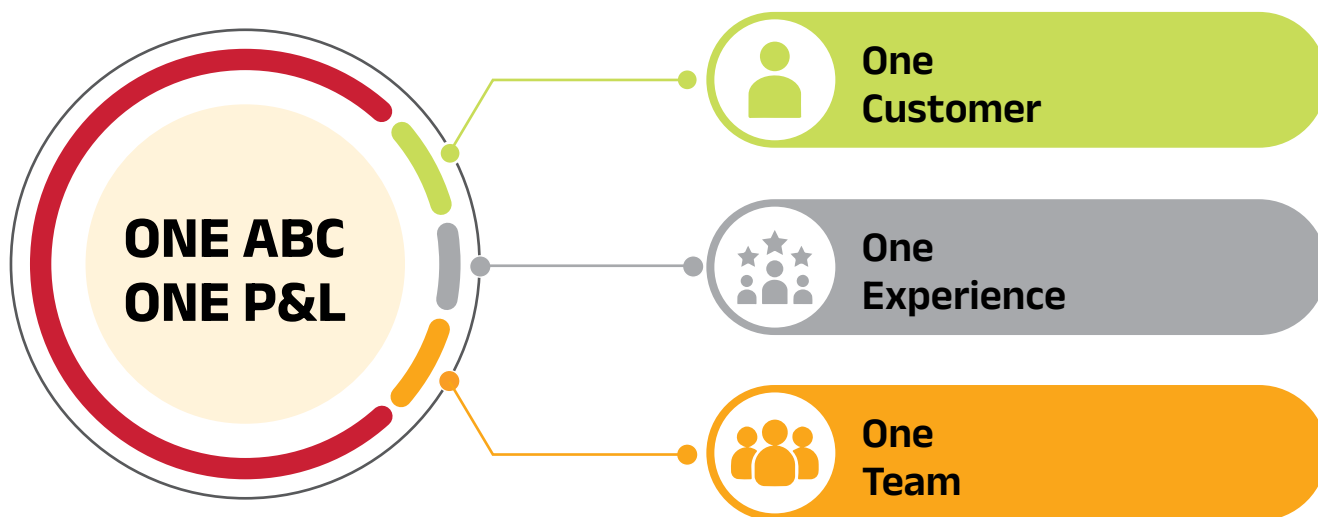 ONE ABC
ONE P&L
One
Customer
One
Experience
One
Team